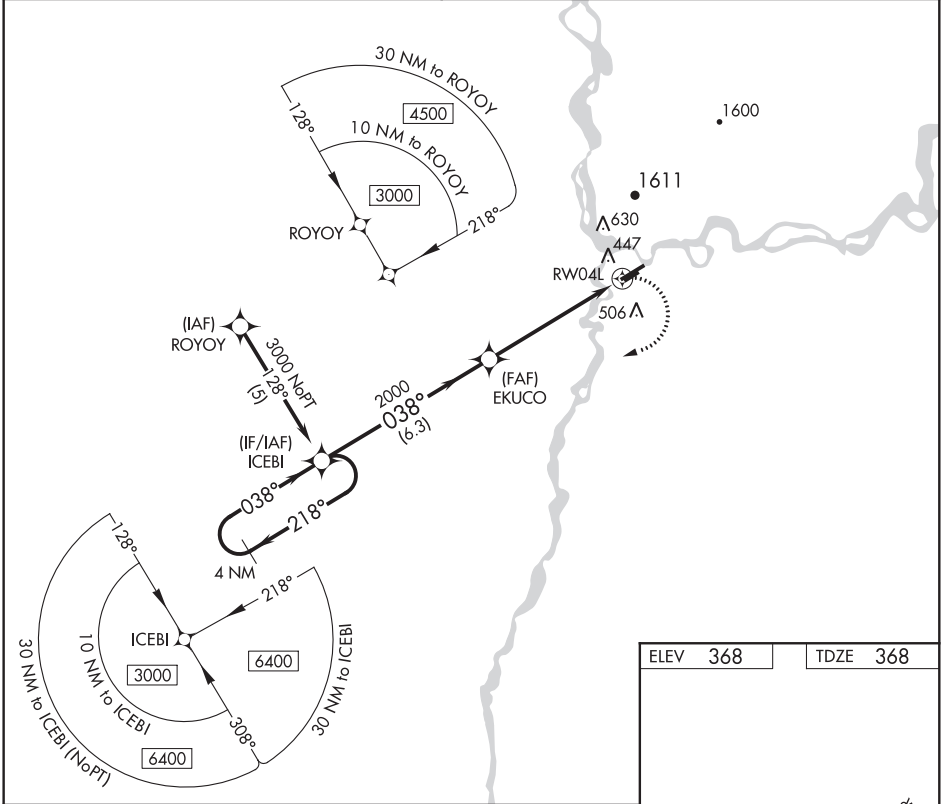 30 NM to ROYOY
4500
128°
10 NM to ROYOY
3000
218°
ROYOY
1600
1611
630
447
RW04L
506
(IAF)
ROYOY
3000 NoPT
128°
(5)
(FAF)
EKUCO
2000
038°
(6.3)
(IF/IAF)
ICEBI
038°
218°
4 NM
128°
218°
ICEBI
3000
10 NM to ICEBI
6400
30 NM to ICEBI
308°
6400
30 NM to ICEBI (NoPT)
ELEV 368
TDZE 368